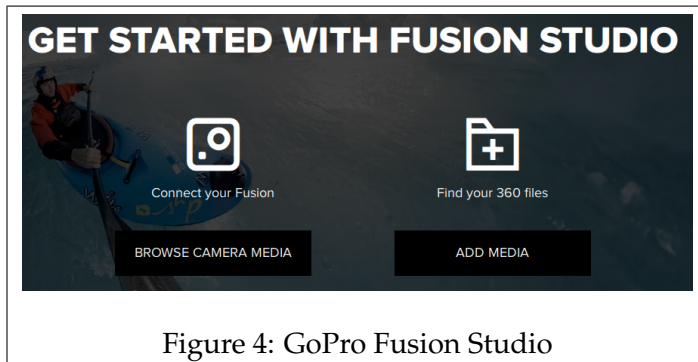 GET STARTED WITH FUSION STUDIO
Connect your Fusion
Find your 360 files
BROWSE CAMERA MEDIA
ADD MEDIA
Figure 4: GoPro Fusion Studio